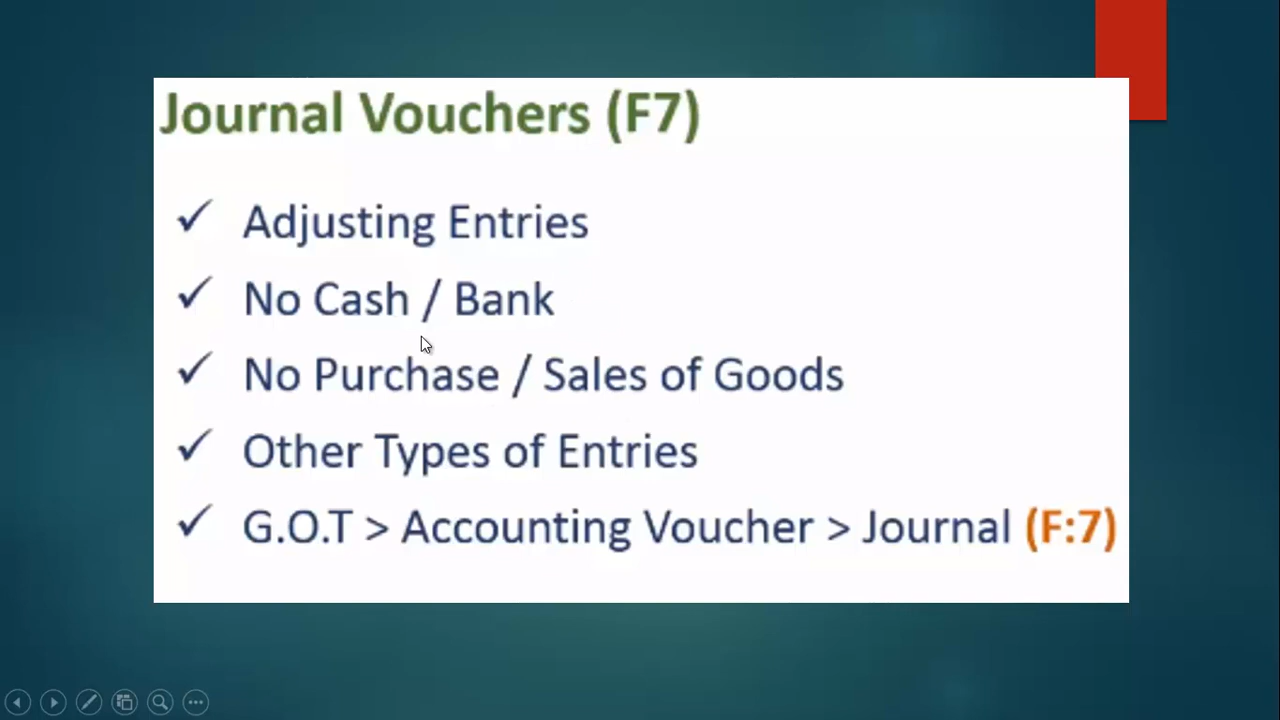 Journal Vouchers (F7)
✓ Adjusting Entries
✓ No Cash / Bank
✓ No Purchase / Sales of Goods
✓ Other Types of Entries
✓ G.O.T > Accounting Voucher > Journal (F:7)